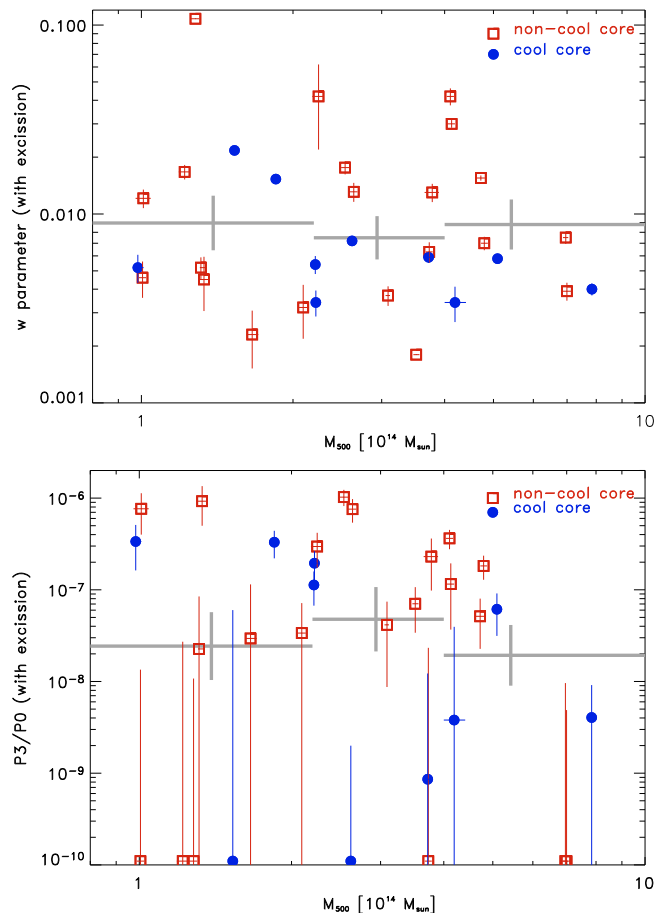 0.100
non-cool core
cool core
w parameter (with excission)
0.010
0.001
1
10
M500 [10^14 Msun]
10^-6
non-cool core
cool core
10^-7
P3/P0 (with excission)
10^-8
10^-9
10^-10
1
10
M500 [10^14 Msun]